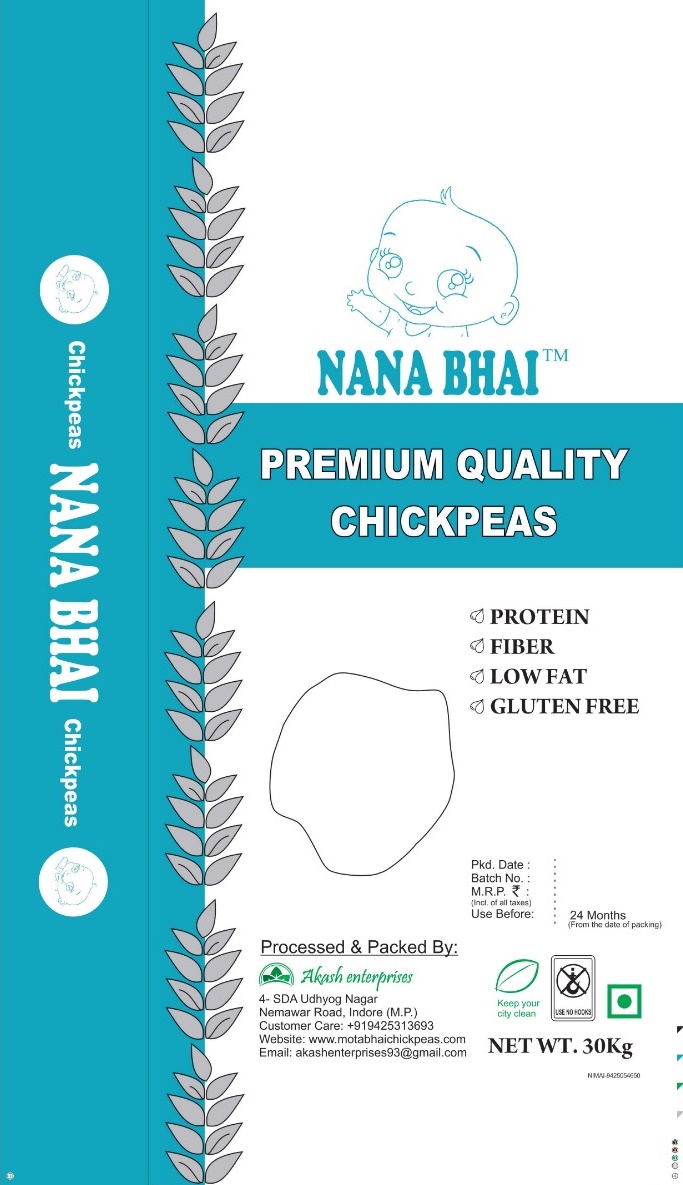 Chickpeas
NANA BHAI
Chickpeas
NANA BHAI™
PREMIUM QUALITY
CHICKPEAS
PROTEIN
FIBER
LOW FAT
GLUTEN FREE
Pkd. Date :
Batch No. :
M.R.P. ₹ :
(Incl. of all taxes)
Use Before: 24 Months
(From the date of packing)
Processed & Packed By:
Akash enterprises
4- SDA Udhyog Nagar
Nemawar Road, Indore (M.P.)
Customer Care: +919425313693
Website: www.motabhaichickpeas.com
Email: akashenterprises93@gmail.com
Keep your
city clean
USE NO HOOKS
NET WT. 30Kg
NIMAI-9425054650